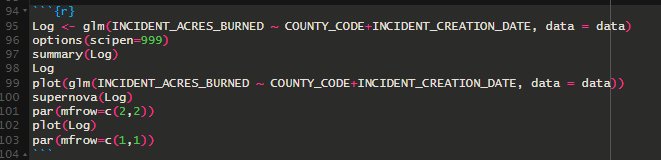 94 ```{r}
95 Log <- glm(INCIDENT_ACRES_BURNED ~ COUNTY_CODE+INCIDENT_CREATION_DATE, data = data)
96 options(scipen=999)
97 summary(Log)
98 Log
99 plot(glm(INCIDENT_ACRES_BURNED ~ COUNTY_CODE+INCIDENT_CREATION_DATE, data = data))
100 supernova(Log)
101 par(mfrow=c(2,2))
102 plot(Log)
103 par(mfrow=c(1,1))
104 ```